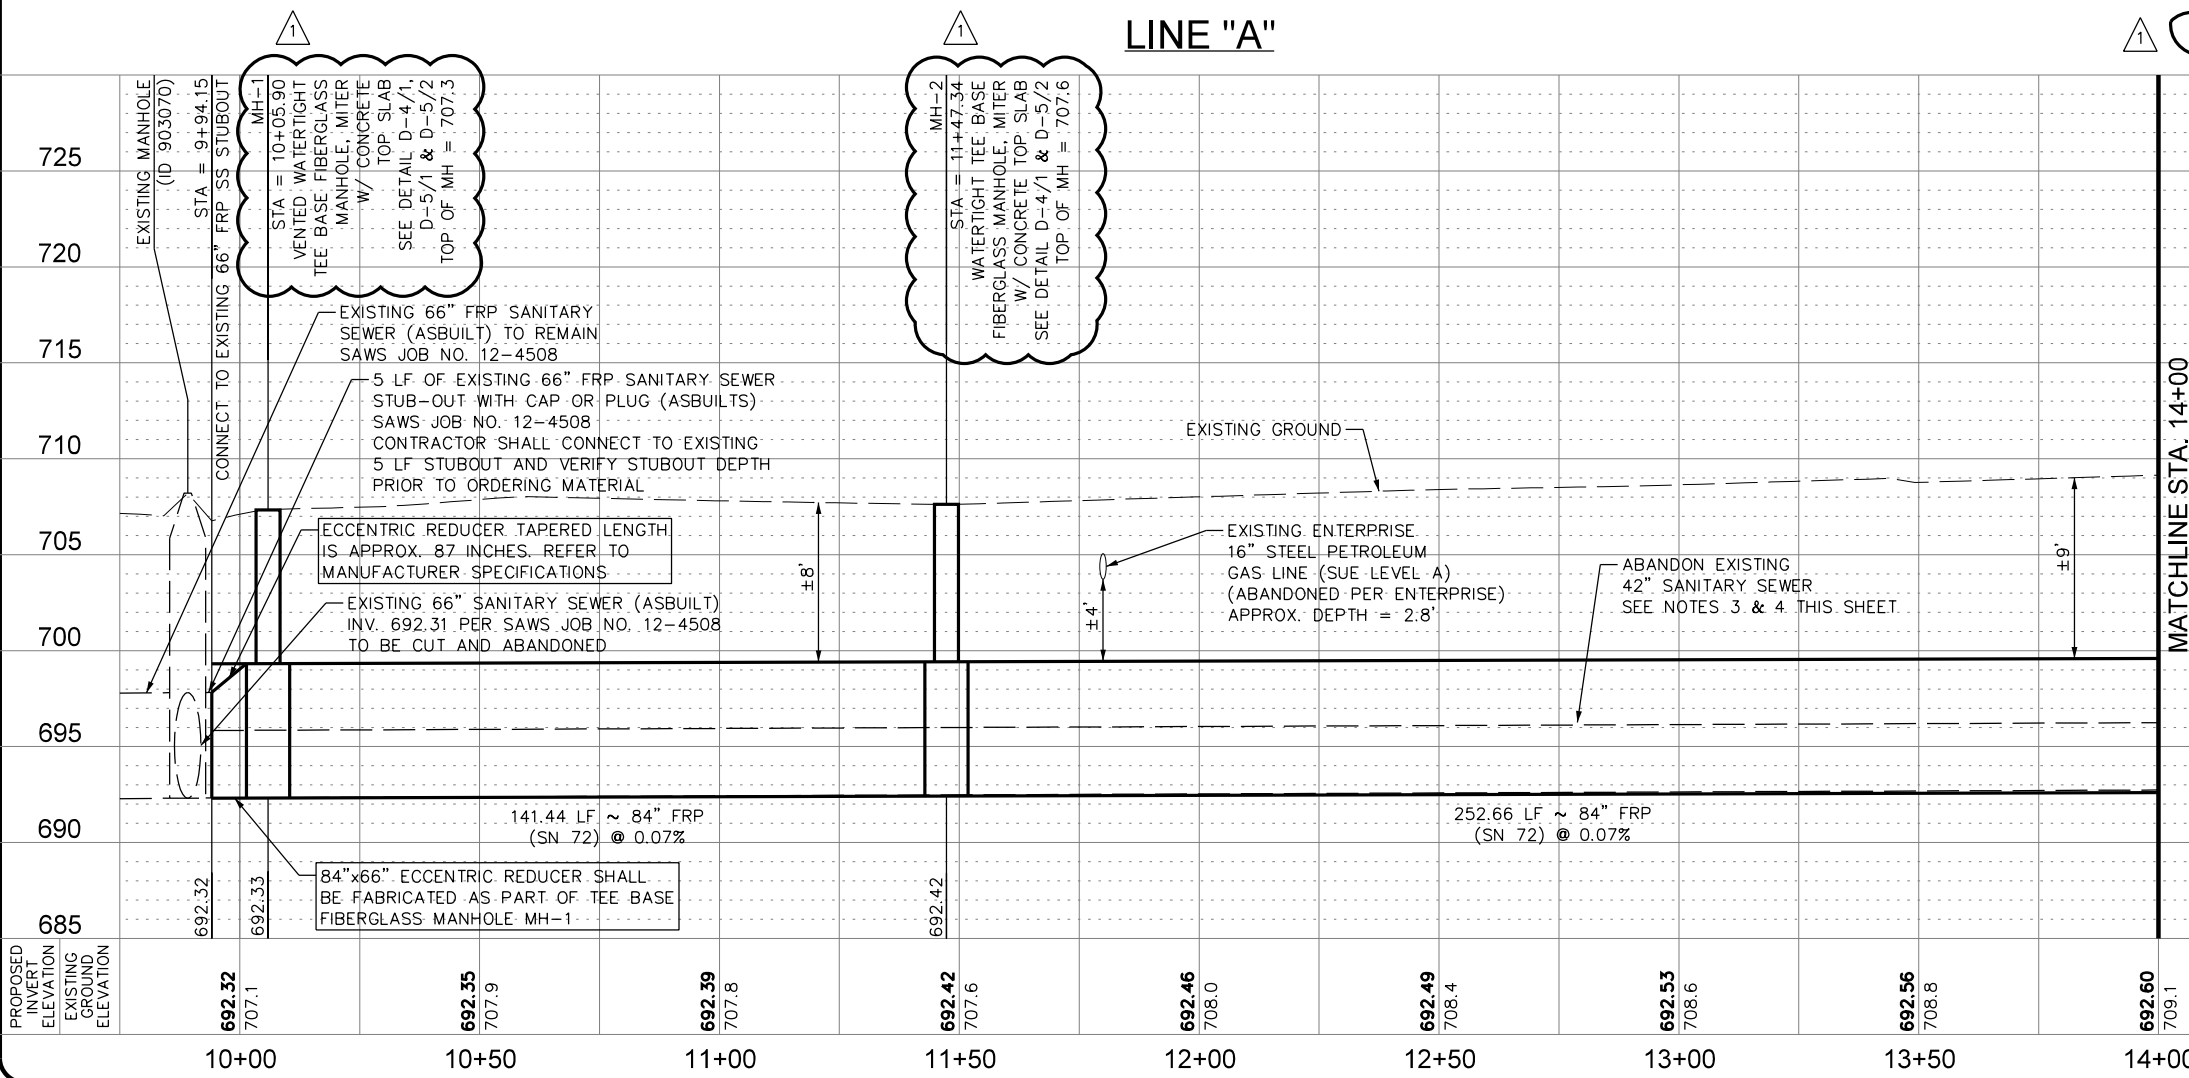 LINE "A"
1
1
1
EXISTING MANHOLE
(ID 903070)
STA = 9+94.15
CONNECT TO EXISTING 66" FRP SS STUBOUT
MH-1
STA = 10+05.90
VENTED WATERTIGHT
TEE BASE FIBERGLASS
MANHOLE, MITER
W/ CONCRETE
TOP SLAB
SEE DETAIL D-4/1,
D-5/1 & D-5/2
TOP OF MH = 707.3
MH-2
STA = 11+47.34
WATERTIGHT TEE BASE
FIBERGLASS MANHOLE, MITER
W/ CONCRETE TOP SLAB
SEE DETAIL D-4/1 & D-5/2
TOP OF MH = 707.6
725
720
715
710
705
700
695
690
685
EXISTING 66" FRP SANITARY
SEWER (ASBUILT) TO REMAIN
SAWS JOB NO. 12-4508
5 LF OF EXISTING 66" FRP SANITARY SEWER
STUB-OUT WITH CAP OR PLUG (ASBUILTS)
SAWS JOB NO. 12-4508
CONTRACTOR SHALL CONNECT TO EXISTING
5 LF STUBOUT AND VERIFY STUBOUT DEPTH
PRIOR TO ORDERING MATERIAL
ECCENTRIC REDUCER TAPERED LENGTH
IS APPROX. 87 INCHES. REFER TO
MANUFACTURER SPECIFICATIONS
EXISTING 66" SANITARY SEWER (ASBUILT)
INV. 692.31 PER SAWS JOB NO. 12-4508
TO BE CUT AND ABANDONED
±8'
EXISTING GROUND
±4'
EXISTING ENTERPRISE
16" STEEL PETROLEUM
GAS LINE (SUE LEVEL A)
(ABANDONED PER ENTERPRISE)
APPROX. DEPTH = 2.8'
ABANDON EXISTING
42" SANITARY SEWER
SEE NOTES 3 & 4 THIS SHEET
±9'
MATCHLINE STA. 14+00
141.44 LF ~ 84" FRP
(SN 72) @ 0.07%
252.66 LF ~ 84" FRP
(SN 72) @ 0.07%
84"x66" ECCENTRIC REDUCER SHALL
BE FABRICATED AS PART OF TEE BASE
FIBERGLASS MANHOLE MH-1
692.32
692.33
692.42
PROPOSED
INVERT
ELEVATION
EXISTING
GROUND
ELEVATION
692.32
707.1
692.35
707.9
692.39
707.8
692.42
707.6
692.46
708.0
692.49
708.4
692.53
708.6
692.56
708.8
692.60
709.1
10+00
10+50
11+00
11+50
12+00
12+50
13+00
13+50
14+00